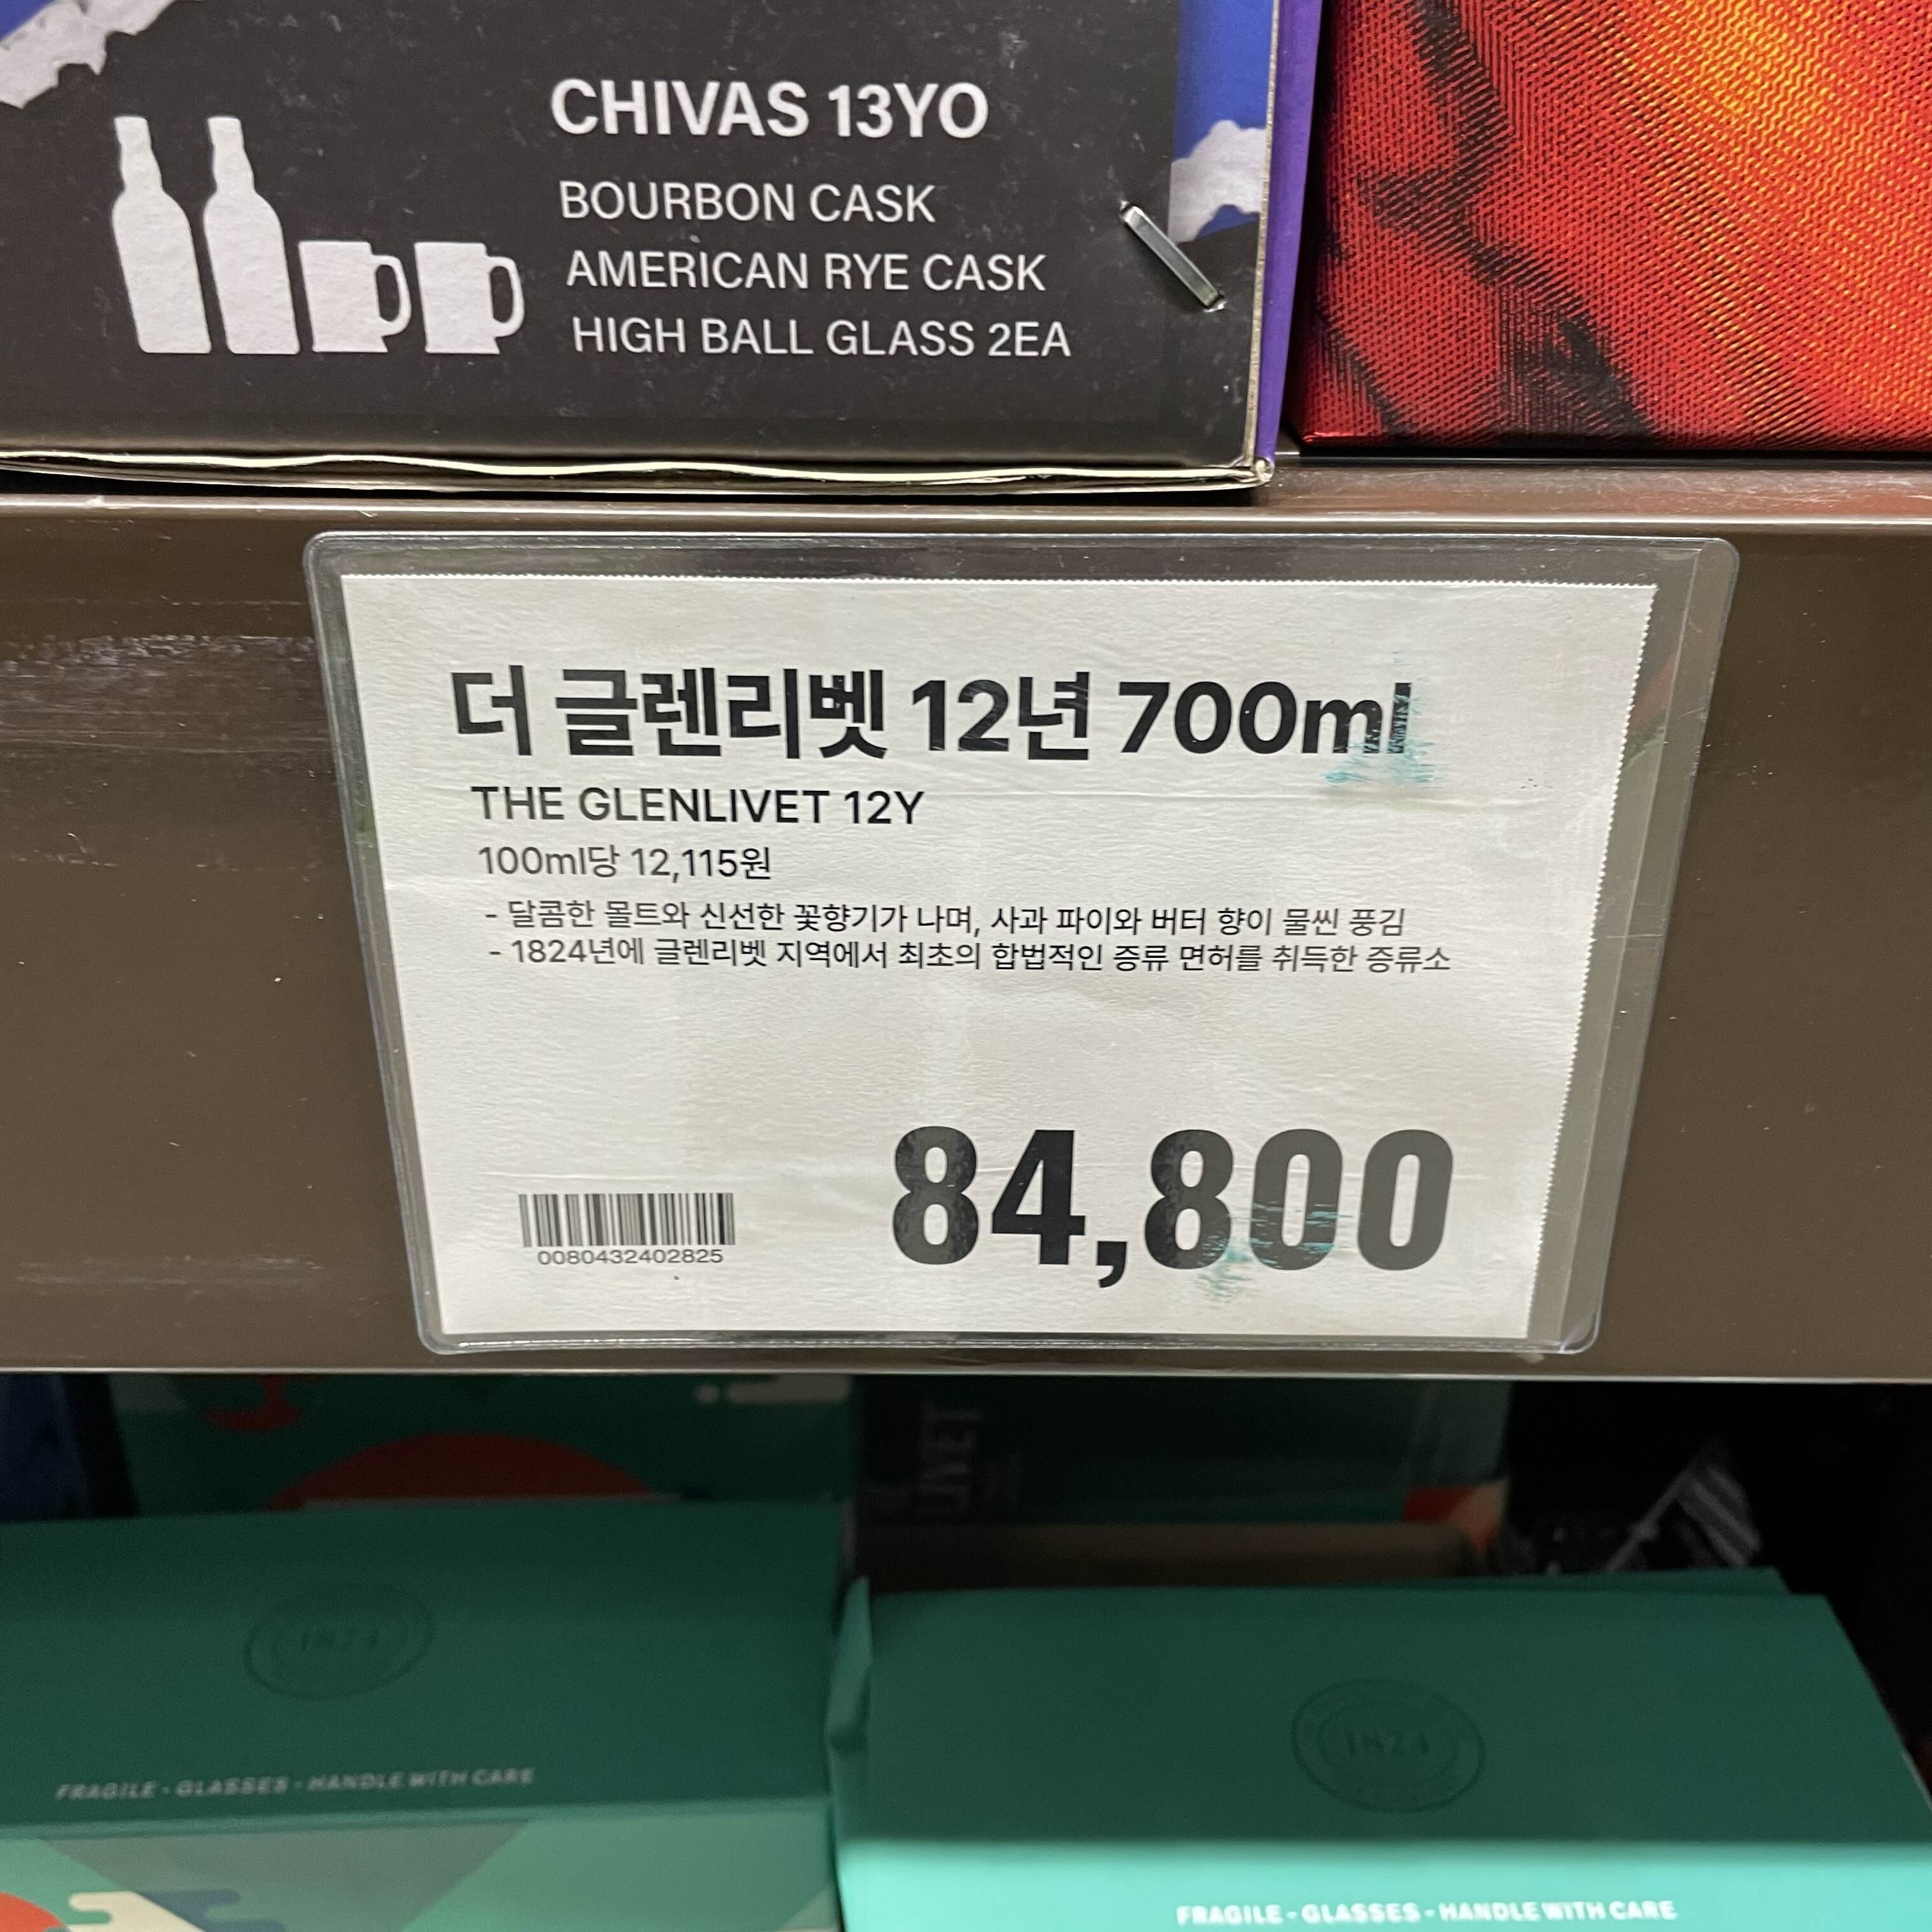 CHIVAS 13YO
BOURBON CASK
AMERICAN RYE CASK
HIGH BALL GLASS 2EA
더 글렌리벳 12년 700ml
THE GLENLIVET 12Y
100ml당 12,115원
- 달콤한 몰트와 신선한 꽃향기가 나며, 사과 파이와 버터 향이 물씬 풍김
- 1824년에 글렌리벳 지역에서 최초의 합법적인 증류 면허를 취득한 증류소
84,800
0080432402825
LIVET
1824
1824
FRAGILE - GLASSES - HANDLE WITH CARE
FRAGILE - GLASSES - HANDLE WITH CARE